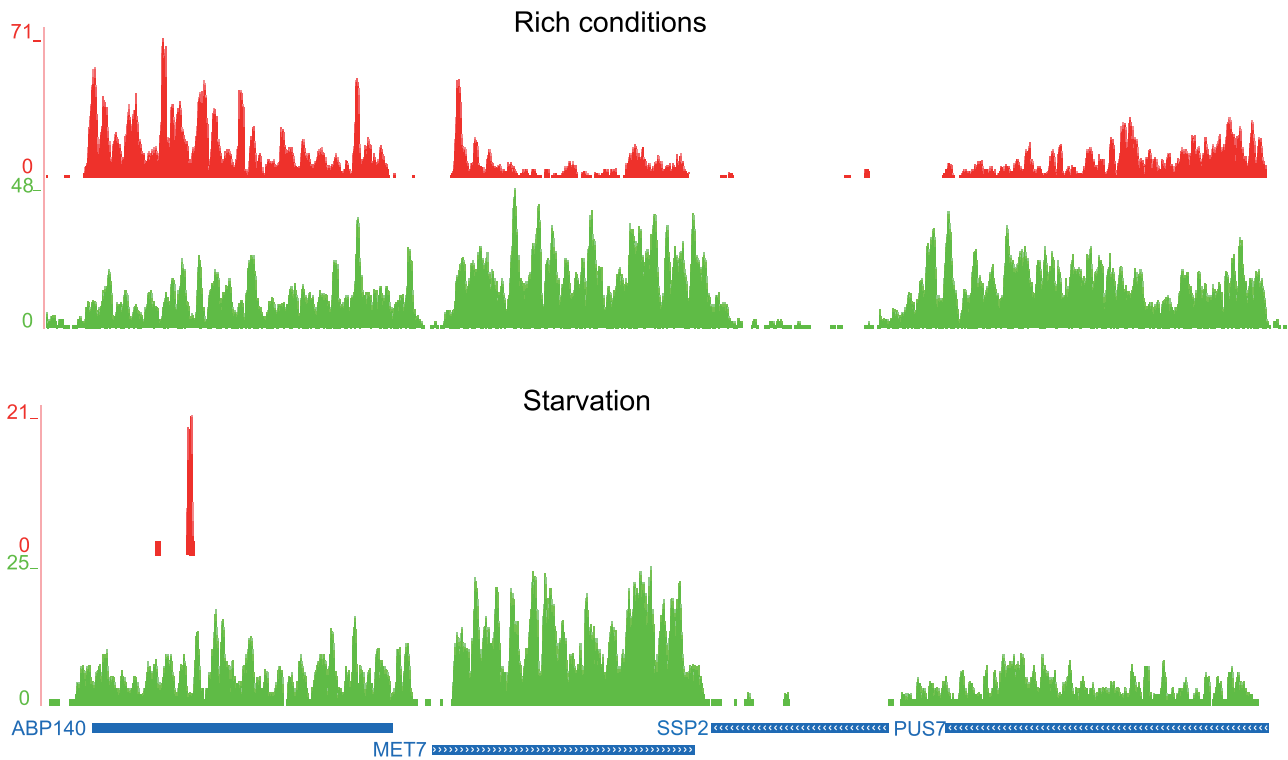 Rich conditions
71
0
48
0
Starvation
21
0
25
0
ABP140
SSP2
PUS7
MET7